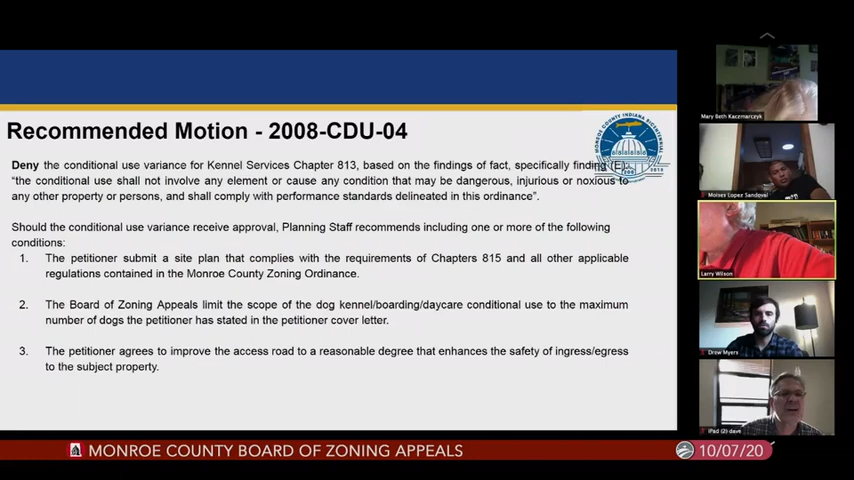 Recommended Motion - 2008-CDU-04
Deny the conditional use variance for Kennel Services Chapter 813, based on the findings of fact, specifically finding (E):
“the conditional use shall not involve any element or cause any condition that may be dangerous, injurious or noxious to
any other property or persons, and shall comply with performance standards delineated in this ordinance”.
Should the conditional use variance receive approval, Planning Staff recommends including one or more of the following
conditions:
1. The petitioner submit a site plan that complies with the requirements of Chapters 815 and all other applicable
regulations contained in the Monroe County Zoning Ordinance.
2. The Board of Zoning Appeals limit the scope of the dog kennel/boarding/daycare conditional use to the maximum
number of dogs the petitioner has stated in the petitioner cover letter.
3. The petitioner agrees to improve the access road to a reasonable degree that enhances the safety of ingress/egress
to the subject property.
MONROE COUNTY INDIANA BICENTENNIAL
200
Mary Beth Kaczmarczyk
Moises Lopez Sandoval
Larry Wilson
Drew Myers
iPad (2) dave
MONROE COUNTY BOARD OF ZONING APPEALS
10/07/20